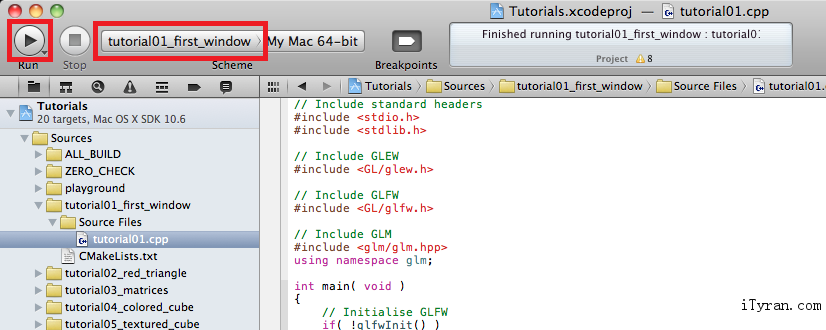 Tutorials.xcodeproj — tutorial01.cpp
tutorial01_first_window My Mac 64-bit
Finished running tutorial01_first_window : tutorial01
Run Stop Scheme Breakpoints
Project 8
Tutorials Sources tutorial01_first_window Source Files tutorial01.
Tutorials
20 targets, Mac OS X SDK 10.6
Sources
ALL_BUILD
ZERO_CHECK
playground
tutorial01_first_window
Source Files
tutorial01.cpp
CMakeLists.txt
tutorial02_red_triangle
tutorial03_matrices
tutorial04_colored_cube
tutorial05_textured_cube
// Include standard headers
#include <stdio.h>
#include <stdlib.h>
// Include GLEW
#include <GL/glew.h>
// Include GLFW
#include <GL/glfw.h>
// Include GLM
#include <glm/glm.hpp>
using namespace glm;
int main( void )
{
// Initialise GLFW
if( !glfwInit() )
iTyran.com